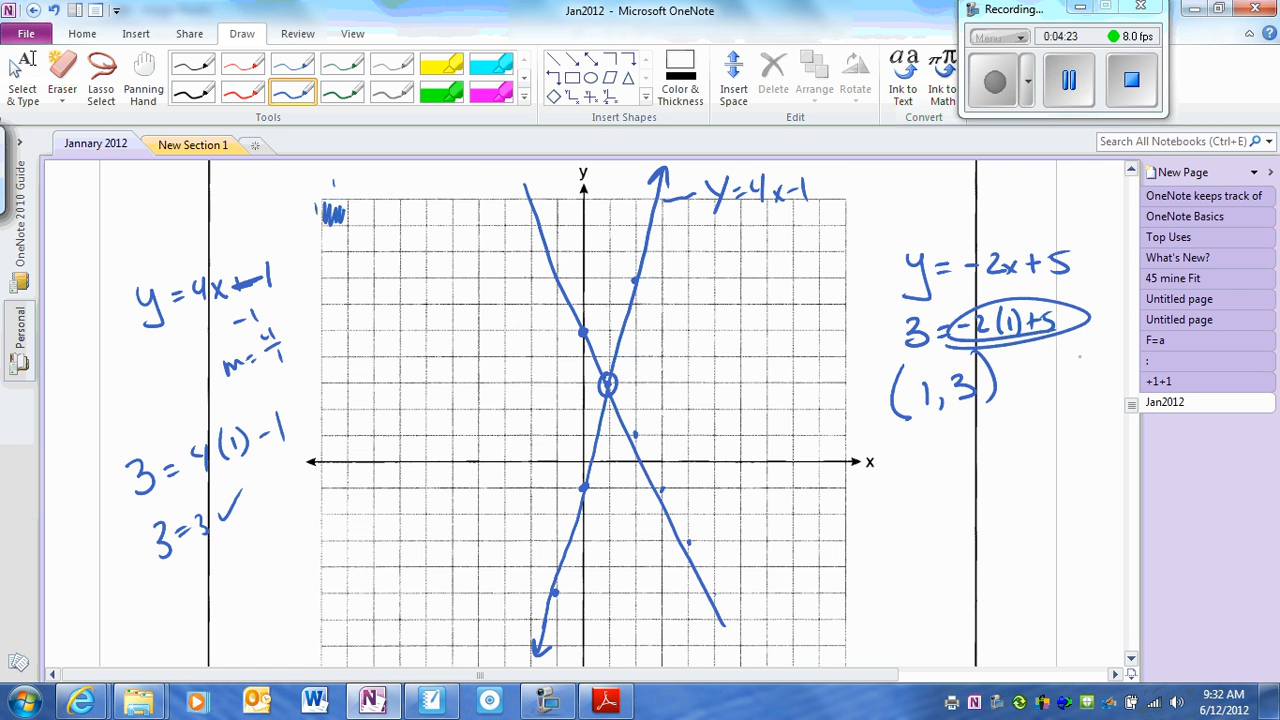 Jan2012 - Microsoft OneNote
Recording...
File Home Insert Share Draw Review View
Menu 0:04:23 8.0 fps
Select & Type
Eraser
Lasso Select
Panning Hand
Color & Thickness
Insert Space
Delete
Arrange
Rotate
Ink to Text
Ink to Math
Tools
Insert Shapes
Edit
Convert
Jannary 2012
New Section 1
Search All Notebooks (Ctrl+E)
OneNote 2010 Guide
Personal
New Page
OneNote keeps track of
OneNote Basics
Top Uses
What's New?
45 mine Fit
Untitled page
Untitled page
F=a
:
+1+1
Jan2012
y
x
y=4x-1
y=4x-1
-1
m=4/1
3=4(1)-1
3=3✓
y=-2x+5
3=-2(1)+5
(1,3)
9:32 AM
6/12/2012